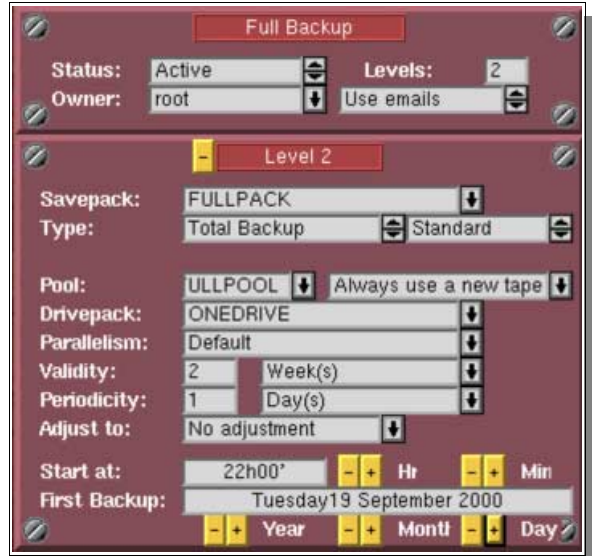 Full Backup
Status: Active Levels: 2
Owner: root Use emails
- Level 2
Savepack: FULLPACK
Type: Total Backup Standard
Pool: ULLPOOL Always use a new tape
Drivepack: ONEDRIVE
Parallelism: Default
Validity: 2 Week(s)
Periodicity: 1 Day(s)
Adjust to: No adjustment
Start at: 22h00' - + Hr - + Min
First Backup: Tuesday19 September 2000
- + Year - + Montl - + Day